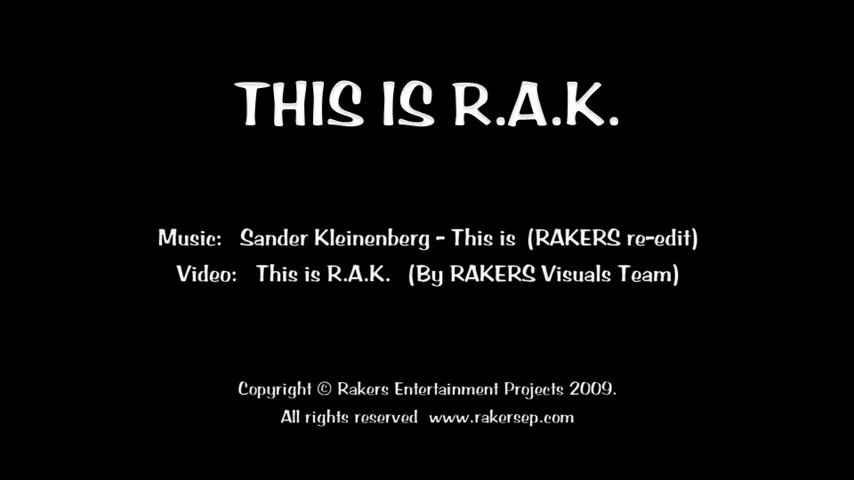 THIS IS R.A.K.
Music: Sander Kleinenberg - This is (RAKERS re-edit)
Video: This is R.A.K. (By RAKERS Visuals Team)
Copyright © Rakers Entertainment Projects 2009.
All rights reserved www.rakersep.com